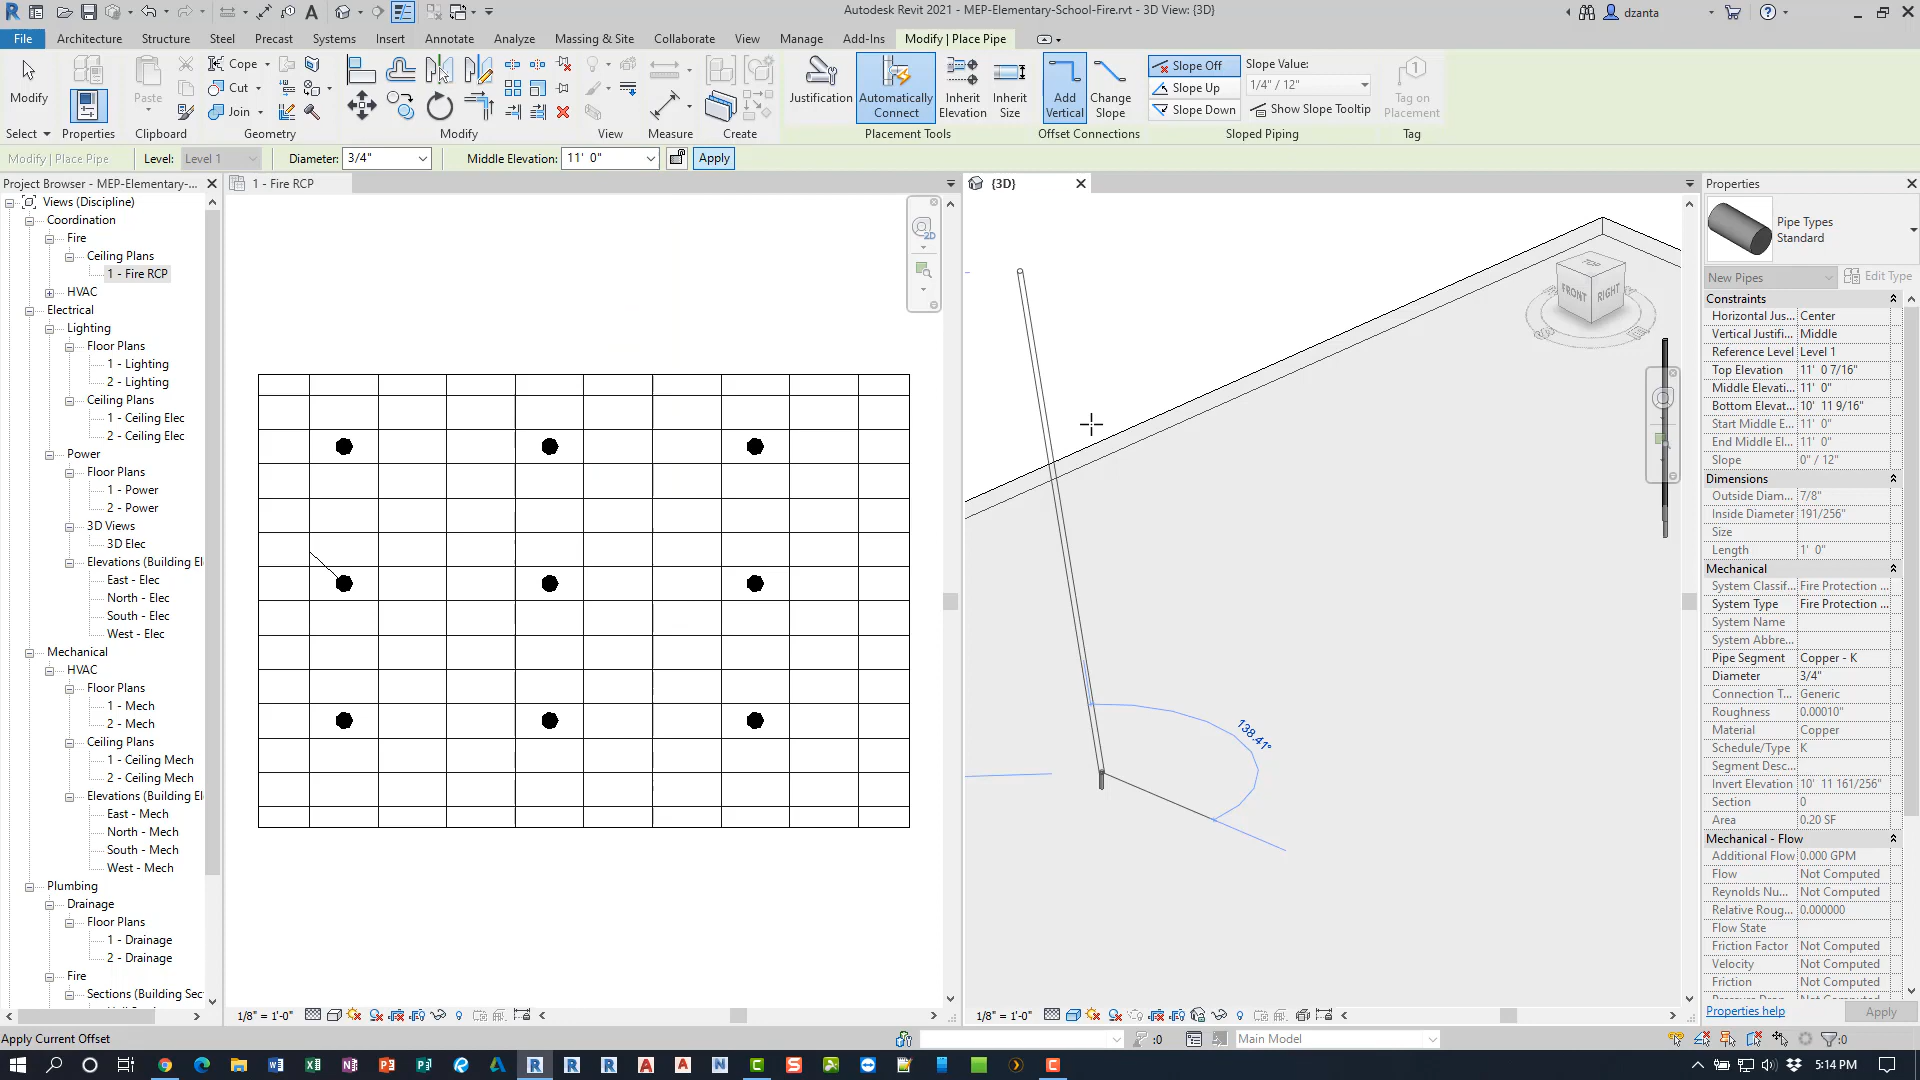 Autodesk Revit 2021 - MEP-Elementary-School-Fire.rvt - 3D View: {3D}
dzanta
File Architecture Structure Steel Precast Systems Insert Annotate Analyze Massing & Site Collaborate View Manage Add-Ins Modify | Place Pipe
Modify
Paste
Cope
Cut
Join
Justification
Automatically Connect
Inherit Elevation
Inherit Size
Add Vertical
Change Slope
Slope Off
Slope Up
Slope Down
Slope Value:
1/4" / 12"
Show Slope Tooltip
Tag on Placement
Select Properties Clipboard Geometry Modify View Measure Create Placement Tools Offset Connections Sloped Piping Tag
Modify | Place Pipe Level: Level 1 Diameter: 3/4" Middle Elevation: 11' 0" Apply
Project Browser - MEP-Elementary-...
Views (Discipline)
Coordination
Fire
Ceiling Plans
1 - Fire RCP
HVAC
Electrical
Lighting
Floor Plans
1 - Lighting
2 - Lighting
Ceiling Plans
1 - Ceiling Elec
2 - Ceiling Elec
Power
Floor Plans
1 - Power
2 - Power
3D Views
3D Elec
Elevations (Building El
East - Elec
North - Elec
South - Elec
West - Elec
Mechanical
HVAC
Floor Plans
1 - Mech
2 - Mech
Ceiling Plans
1 - Ceiling Mech
2 - Ceiling Mech
Elevations (Building El
East - Mech
North - Mech
South - Mech
West - Mech
Plumbing
Drainage
Floor Plans
1 - Drainage
2 - Drainage
Fire
Sections (Building Sec
1 - Fire RCP
2D
1/8" = 1'-0"
{3D}
TOP
FRONT
RIGHT
138.41°
1/8" = 1'-0"
Properties
Pipe Types
Standard
New Pipes Edit Type
Constraints
Horizontal Jus... Center
Vertical Justifi... Middle
Reference Level Level 1
Top Elevation 11' 0 7/16"
Middle Elevati... 11' 0"
Bottom Elevat... 10' 11 9/16"
Start Middle E... 11' 0"
End Middle El... 11' 0"
Slope 0" / 12"
Dimensions
Outside Diam... 7/8"
Inside Diameter 191/256"
Size
Length 1' 0"
Mechanical
System Classif... Fire Protection ...
System Type Fire Protection ...
System Name
System Abbre...
Pipe Segment Copper - K
Diameter 3/4"
Connection T... Generic
Roughness 0.00010"
Material Copper
Schedule/Type K
Segment Desc...
Invert Elevation 10' 11 161/256"
Section 0
Area 0.20 SF
Mechanical - Flow
Additional Flow 0.000 GPM
Flow Not Computed
Reynolds Nu... Not Computed
Relative Roug... 0.000000
Flow State
Friction Factor Not Computed
Velocity Not Computed
Friction Not Computed
Properties help Apply
Apply Current Offset
:0
Main Model
:0
5:14 PM